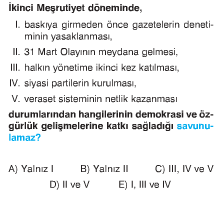 İkinci Meşrutiyet döneminde,
I. baskıya girmeden önce gazetelerin deneti-
minin yasaklanması,
II. 31 Mart Olayının meydana gelmesi,
III. halkın yönetime ikinci kez katılması,
IV. siyasi partilerin kurulması,
V. veraset sisteminin netlik kazanması
durumlarından hangilerinin demokrasi ve öz-
gürlük gelişmelerine katkı sağladığı savunu-
lamaz?
A) Yalnız I B) Yalnız II C) III, IV ve V
D) II ve V E) I, III ve IV